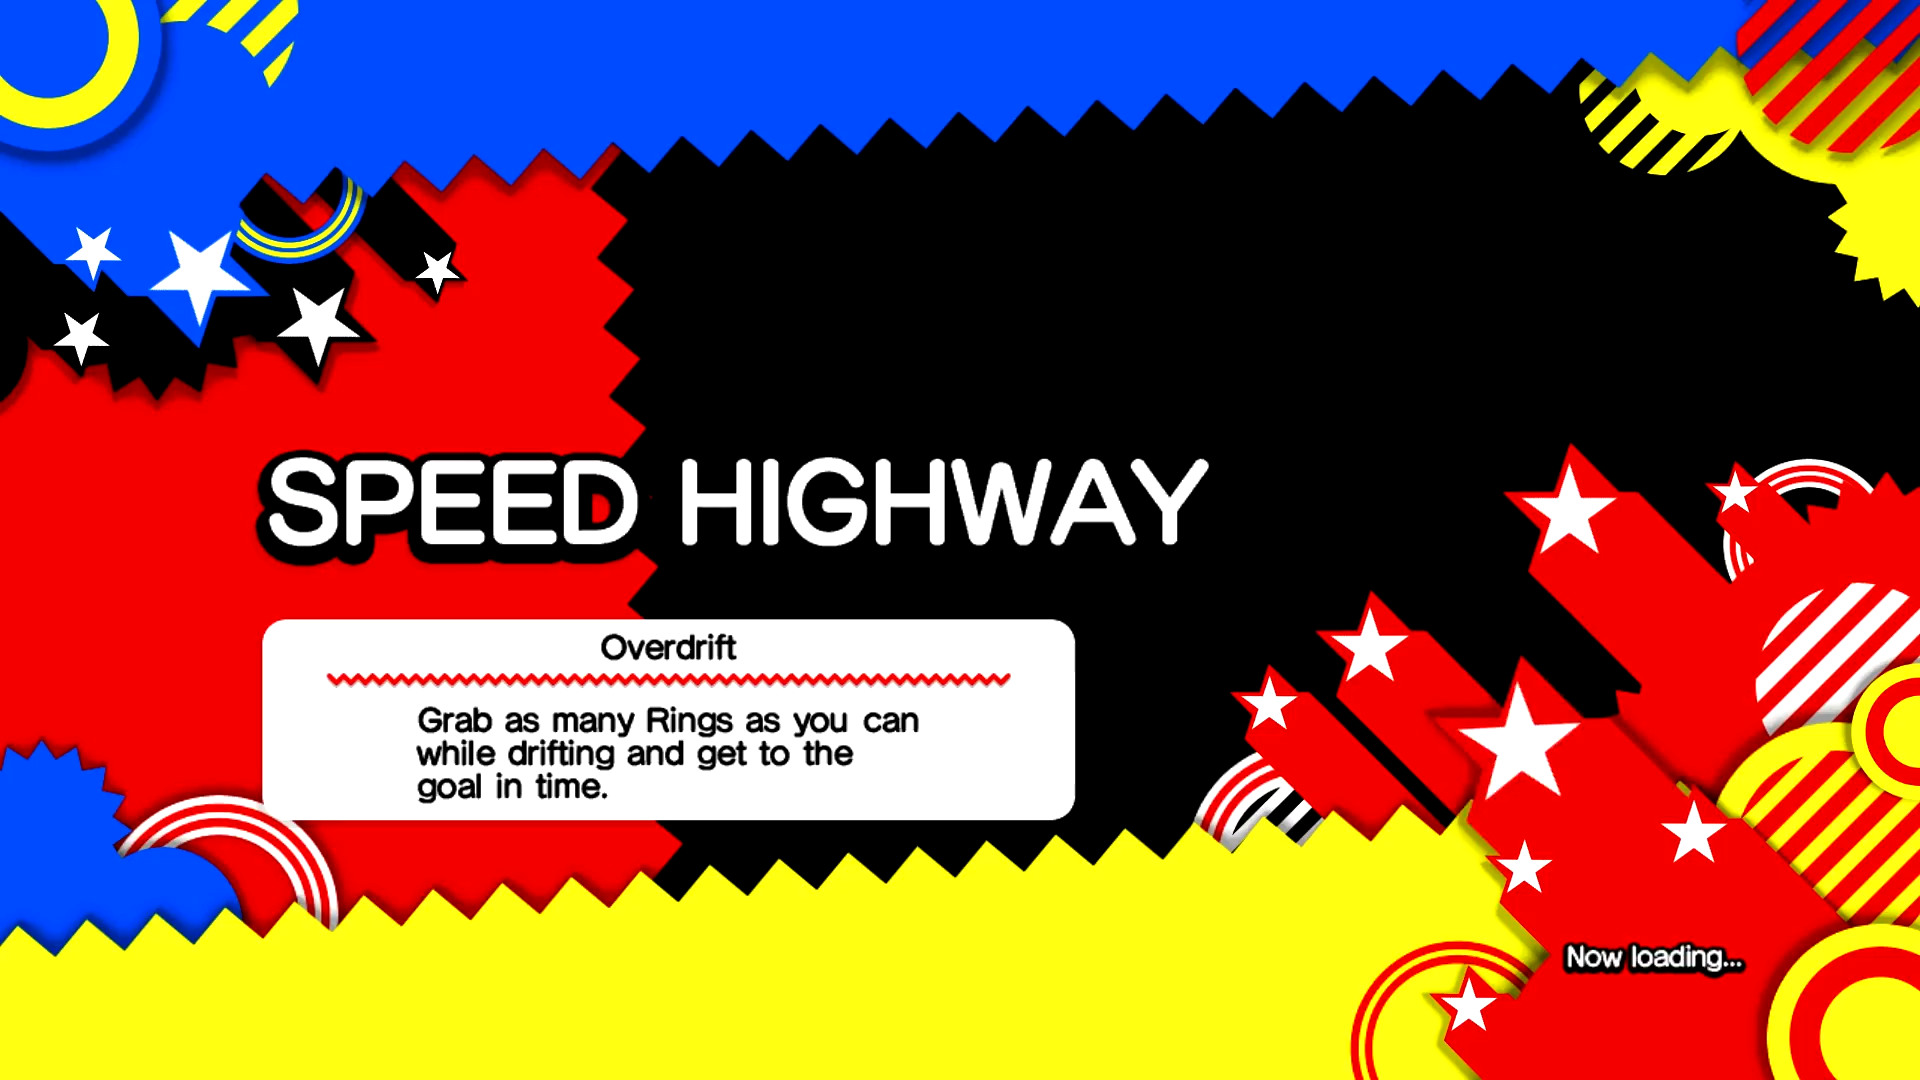 SPEED HIGHWAY
Overdrift
Grab as many Rings as you can
while drifting and get to the
goal in time.
Now loading...